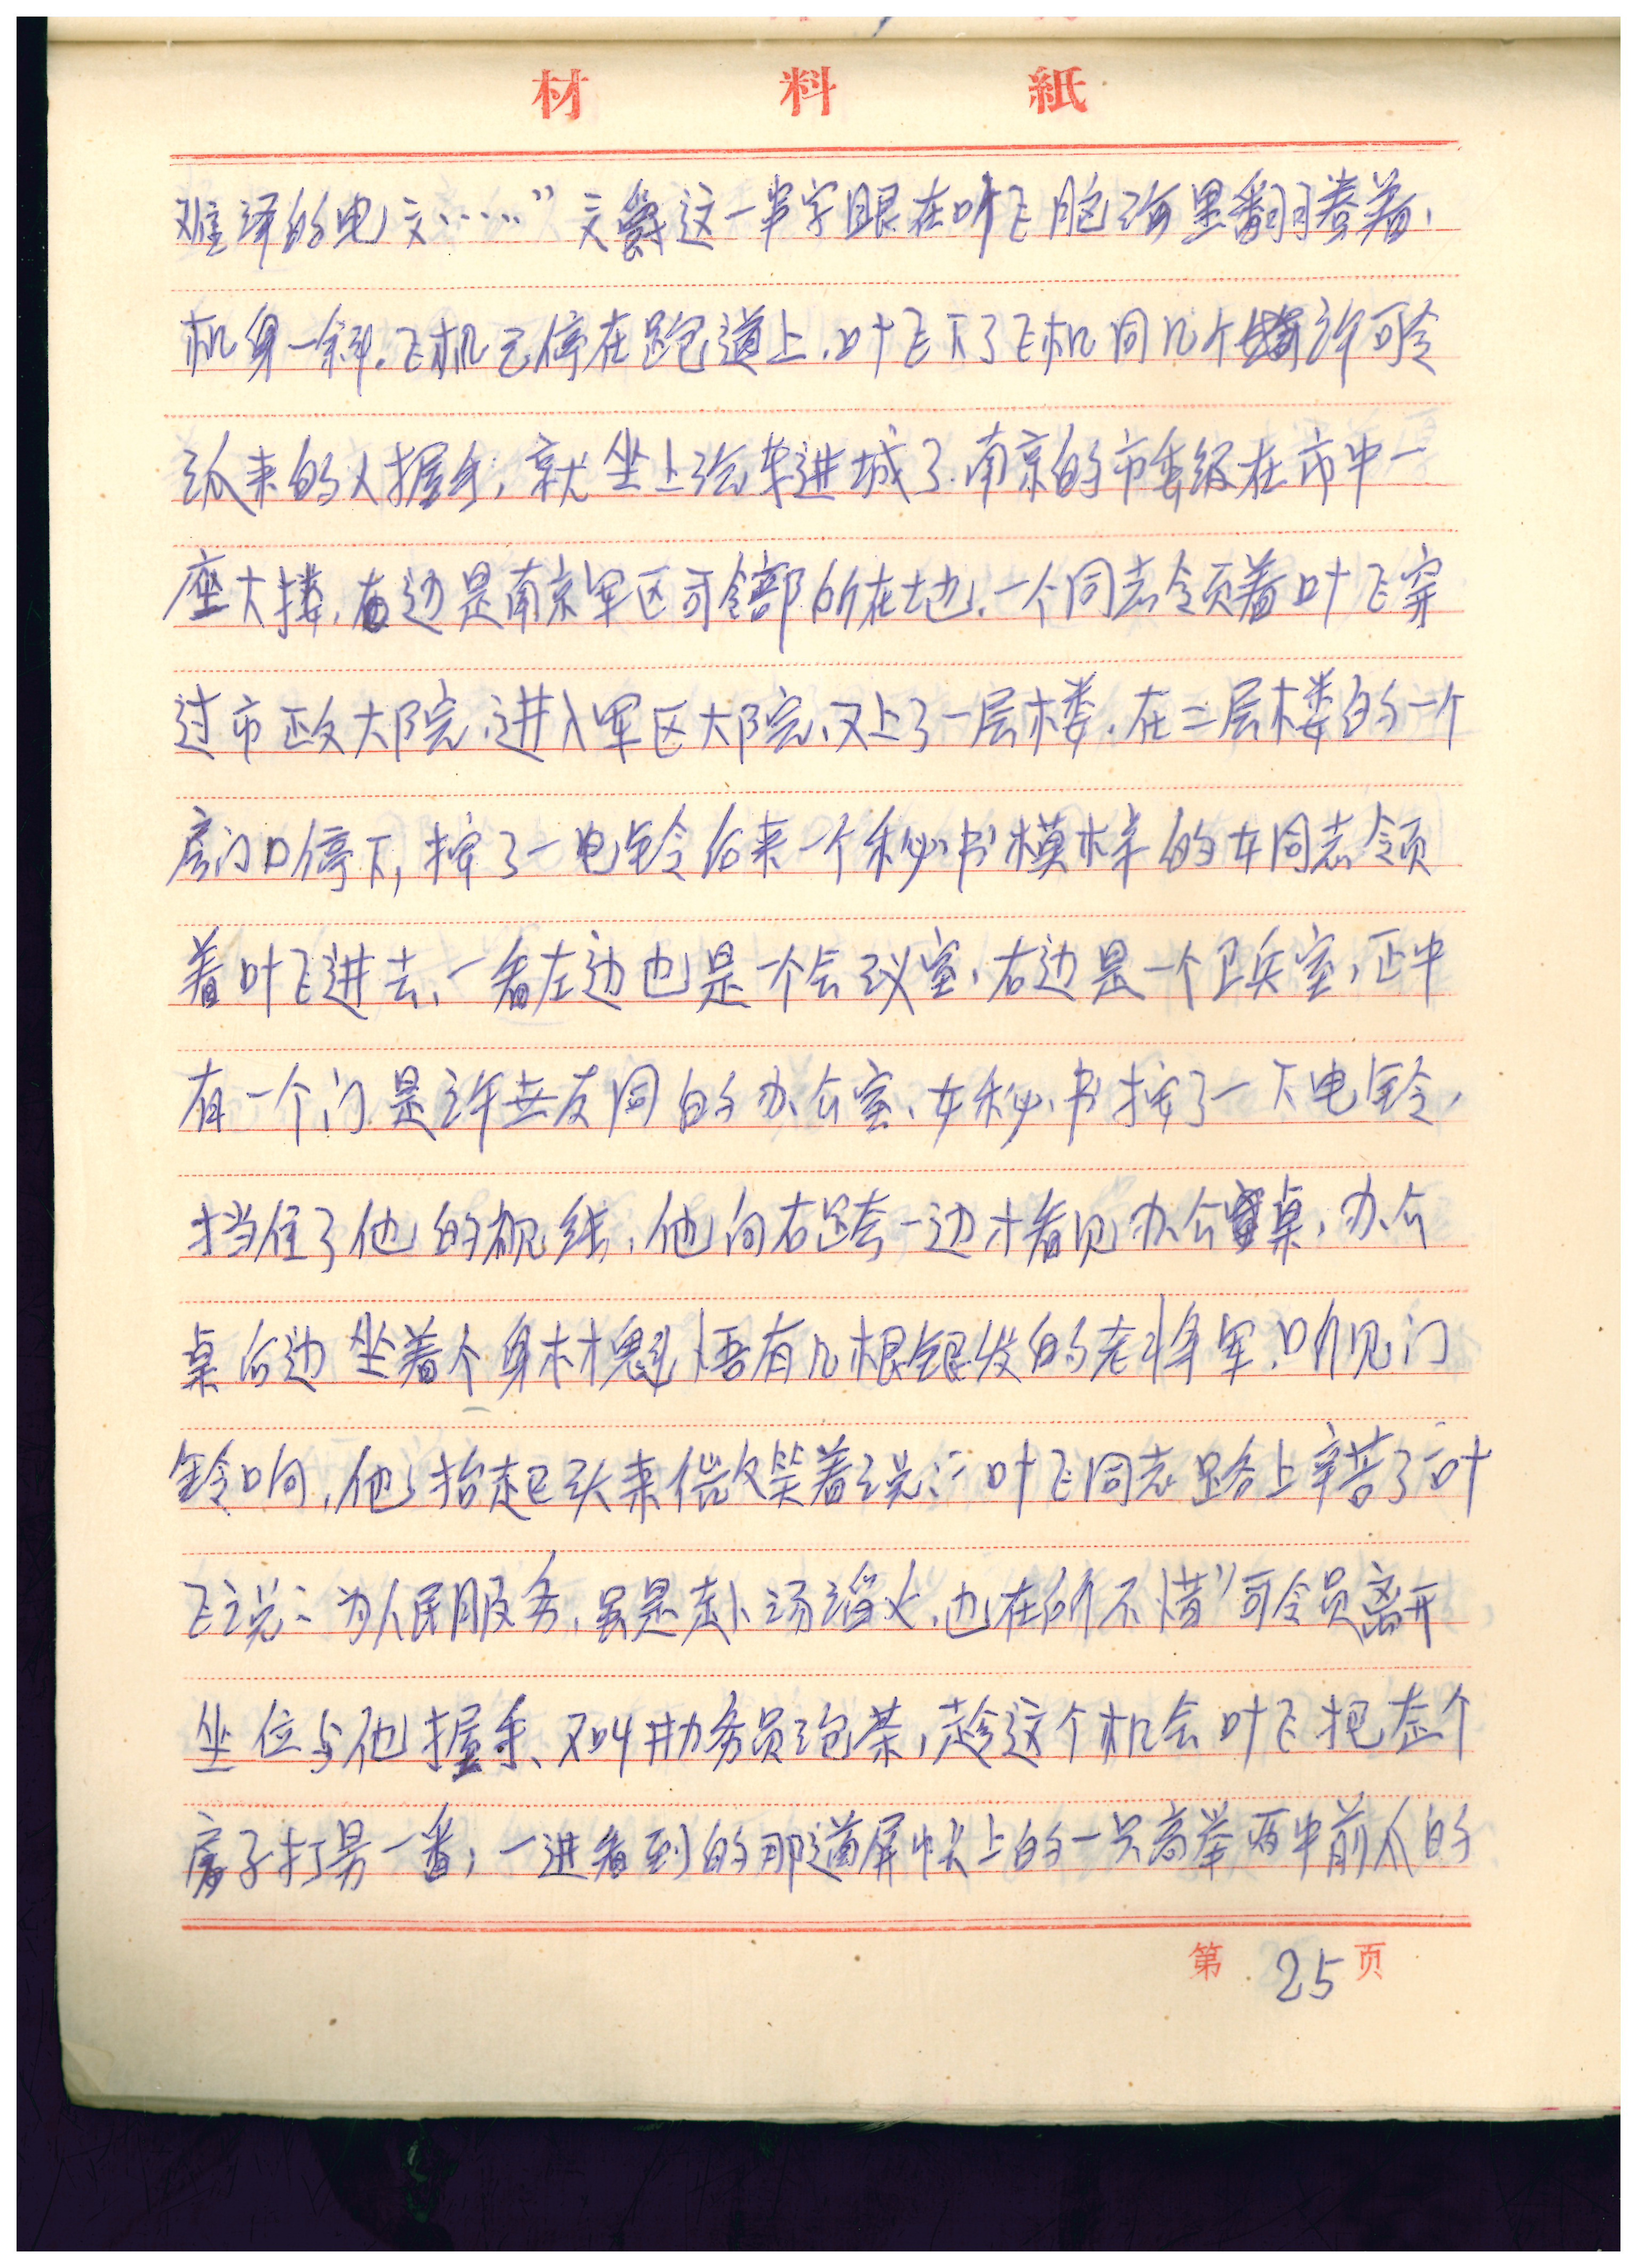 材料紙
难译的电文……”这一串字眼在叶飞脑海里翻卷着，
机身一斜.飞机已停在跑道上.叶飞下了飞机同几个许司令
派来的人握手，就坐上汽车进城了.南京的市委级在市中一
座大搂，右边是南京军区司令部所在地.一个同志领着叶飞穿
过市政大院，进入军区大院，又上了一层楼.在二层楼的一个
房门口停下，按了一电铃后来一个秘书模样的女同志领
着叶飞进去，一看左边也是一个会议室，右边是一个卫兵室，正中
有一个门是许世友同的办公室，女秘书按了一下电铃，
挡住了他的视线，他向右跨一边才看见办公桌，办公
桌后边坐着个身材魁梧有几根银发的老将军.听见门
铃响，他抬起头来微笑着说：“叶飞同志路上辛苦了”叶
飞说：为人民服务，虽是赴汤滔火，也在所不惜”司令员离开
坐位与他握手、又叫勤务员泡茶，趁这个机会叶飞把整个
房子打量一番，一进看到的那道屏帐上的一只高举两中前爪的
第25页